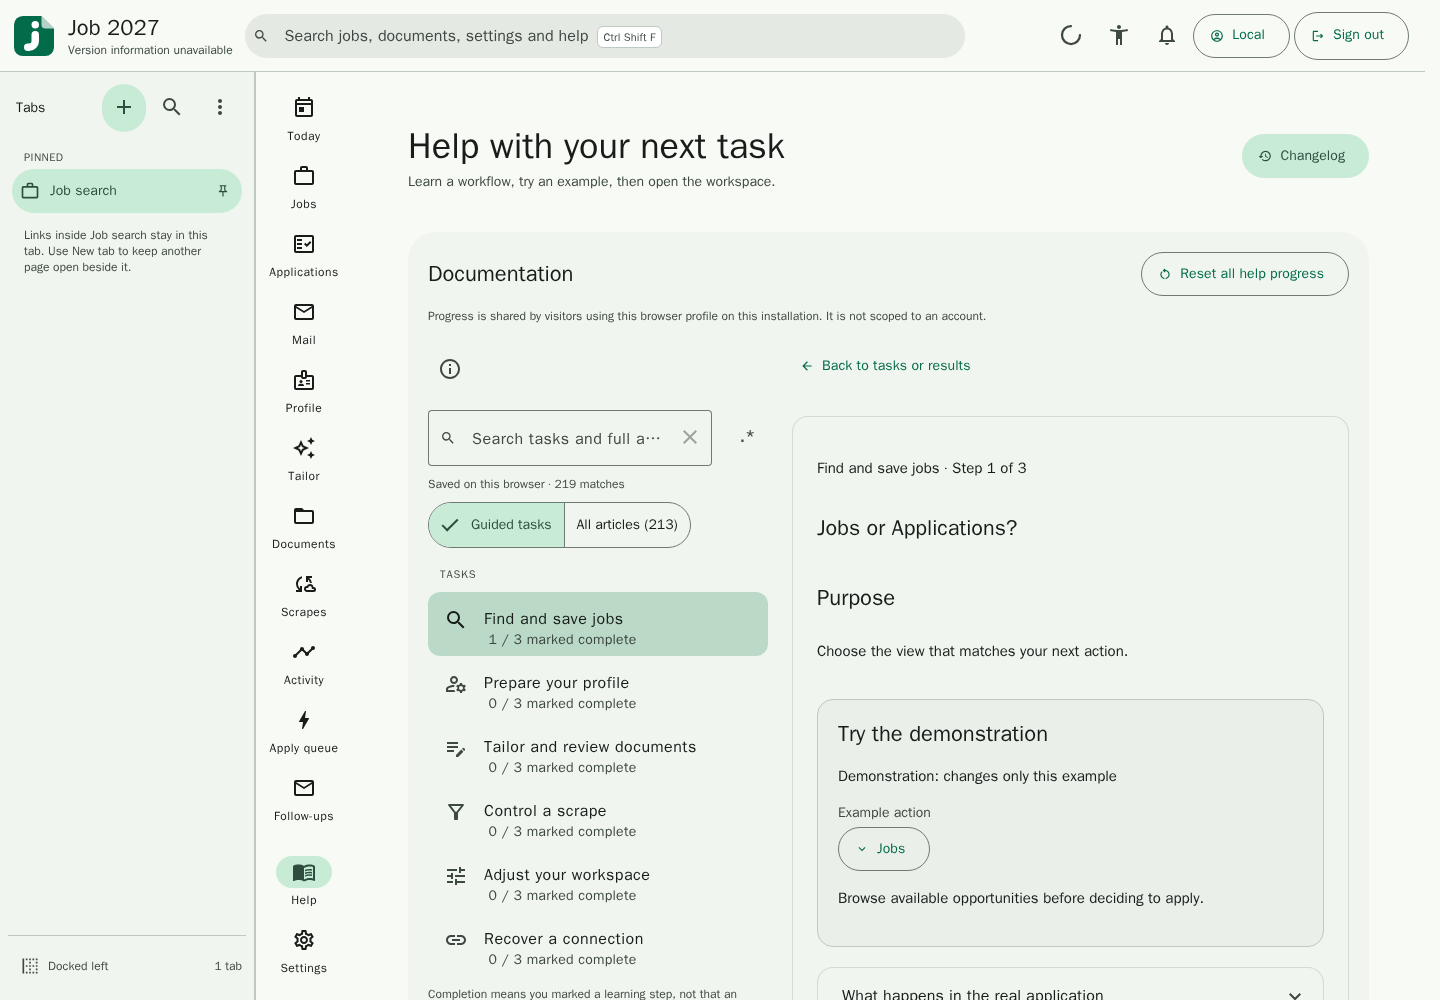 Job 2027
Version information unavailable
Search jobs, documents, settings and help
Ctrl Shift F
Local
Sign out
Tabs
PINNED
Job search
Links inside Job search stay in this
tab. Use New tab to keep another
page open beside it.
Docked left
1 tab
Today
Jobs
Applications
Mail
Profile
Tailor
Documents
Scrapes
Activity
Apply queue
Follow-ups
Help
Settings
Help with your next task
Learn a workflow, try an example, then open the workspace.
Changelog
Documentation
Reset all help progress
Progress is shared by visitors using this browser profile on this installation. It is not scoped to an account.
Search tasks and full a…
.*
Saved on this browser · 219 matches
Guided tasks
All articles (213)
TASKS
Find and save jobs
1 / 3 marked complete
Prepare your profile
0 / 3 marked complete
Tailor and review documents
0 / 3 marked complete
Control a scrape
0 / 3 marked complete
Adjust your workspace
0 / 3 marked complete
Recover a connection
0 / 3 marked complete
Completion means you marked a learning step, not that an
Back to tasks or results
Find and save jobs · Step 1 of 3
Jobs or Applications?
Purpose
Choose the view that matches your next action.
Try the demonstration
Demonstration: changes only this example
Example action
Jobs
Browse available opportunities before deciding to apply.
What happens in the real application